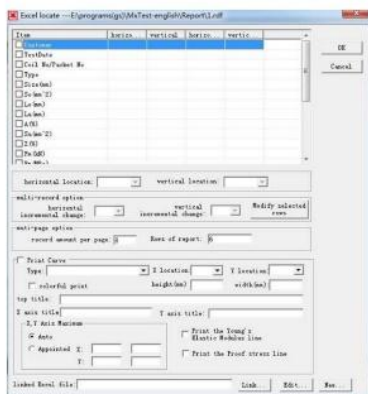 Excel locate ---E:\programs\gs3\MaTest-english\Report\1.rdf
Item horizo... vertical horizo... vertic
Customer
TestDate
Coil No/Packet No
Type
Size(mm)
So(mm^2)
Lo(mm)
Lu(mm)
A(%)
Su(mm^2)
Z(%)
Fm(kN)
OK
Cancel
horizontal location: vertical location:
multi-record option
horizontal incremental change: vertical incremental change: Modify selected rows
multi-page option
record amount per page: Rows of report:
Print Curve
Type: X location: Y location:
colorful print height(mm) width(mm)
top title:
X axis title Y axis title:
X,Y Axis Maximum
Auto
Appointed X:
Y:
Print the Young's Elastic Modulus line
Print the Proof stress line
linked Excel file: Link... Edit... New...